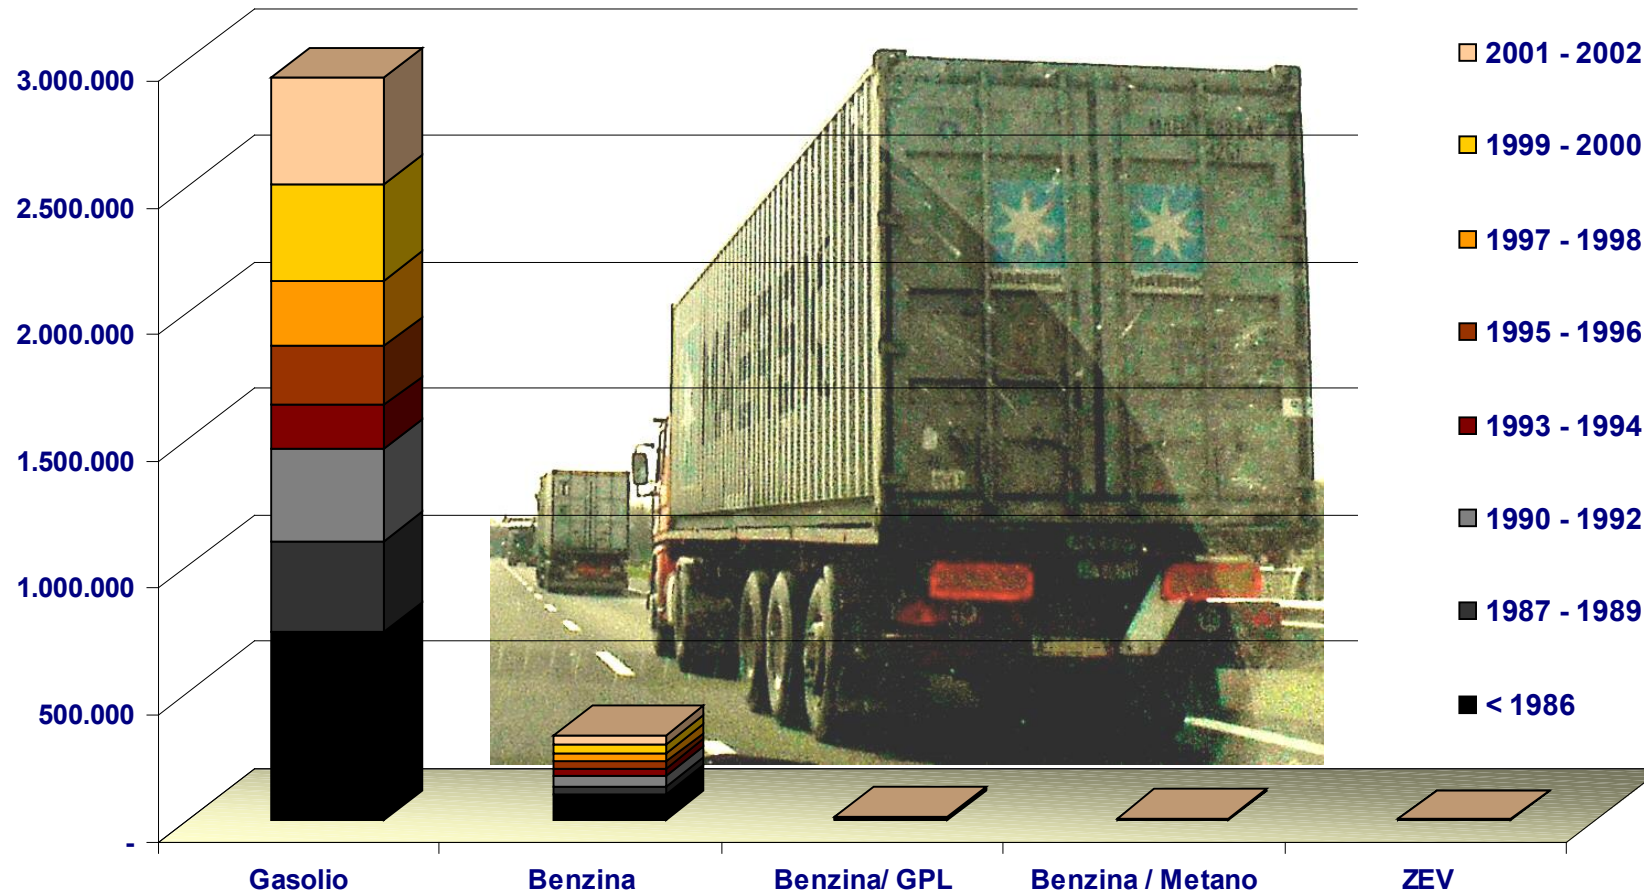 3.000.000
2.500.000
2.000.000
1.500.000
1.000.000
500.000
-
Gasolio
Benzina
Benzina/ GPL
Benzina / Metano
ZEV
2001 - 2002
1999 - 2000
1997 - 1998
1995 - 1996
1993 - 1994
1990 - 1992
1987 - 1989
< 1986